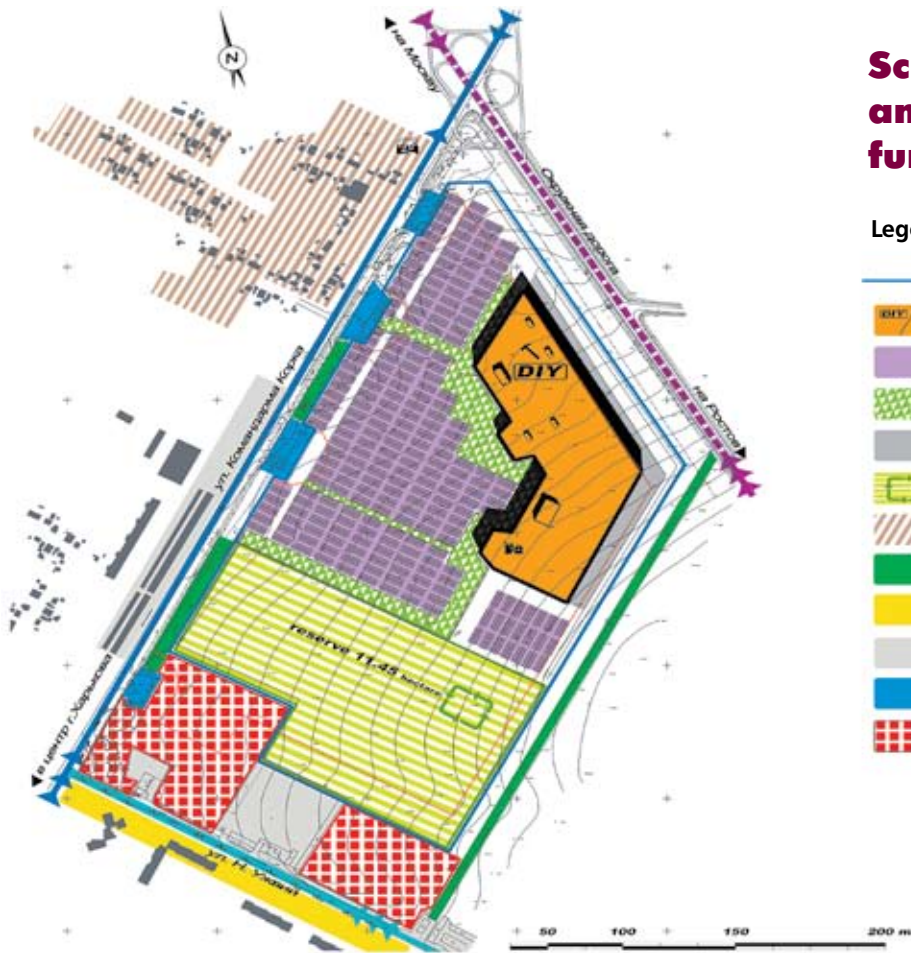 Sc
an
fu
Lege
N
на Москву
Окружная дорога
DIY
DIY
на Ростов
ул. Командарма Корка
reserve 11.45 hectare
в центр г.Харькова
ул. Н. Ужвий
50 100 150 200 m